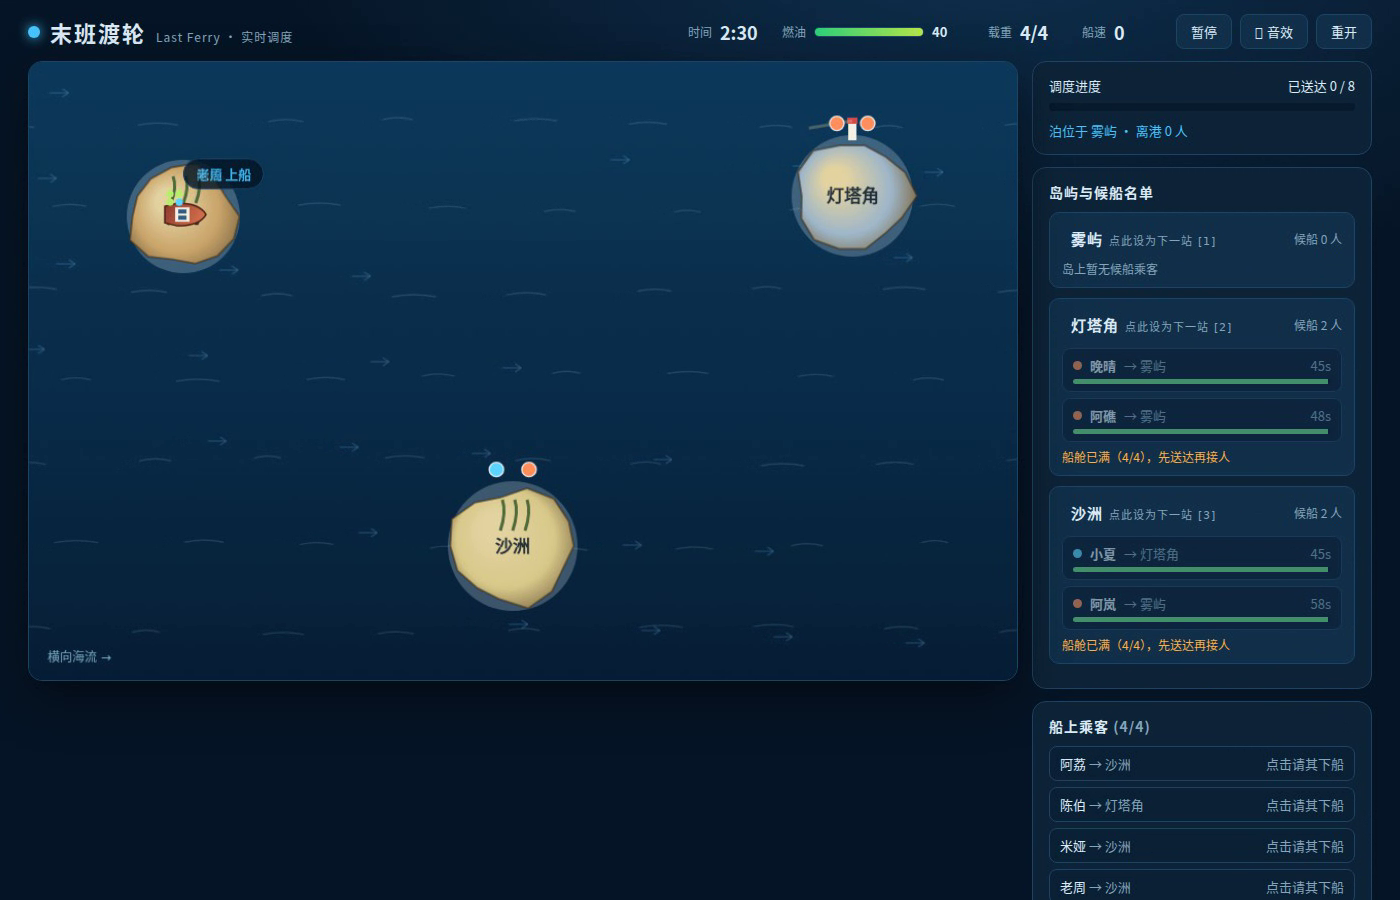 末班渡轮 Last Ferry · 实时调度
时间 2:30 燃油 40 载重 4/4 船速 0
暂停 音效 重开
老周 上船
灯塔角
沙洲
横向海流 →
调度进度 已送达 0 / 8
泊位于 雾屿 · 离港 0 人
岛屿与候船名单
雾屿 点此设为下一站 [1] 候船 0 人
岛上暂无候船乘客
灯塔角 点此设为下一站 [2] 候船 2 人
晚晴 → 雾屿 45s
阿礁 → 雾屿 48s
船舱已满（4/4），先送达再接人
沙洲 点此设为下一站 [3] 候船 2 人
小夏 → 灯塔角 45s
阿岚 → 雾屿 58s
船舱已满（4/4），先送达再接人
船上乘客 (4/4)
阿荔 → 沙洲 点击请其下船
陈伯 → 灯塔角 点击请其下船
米娅 → 沙洲 点击请其下船
老周 → 沙洲 点击请其下船